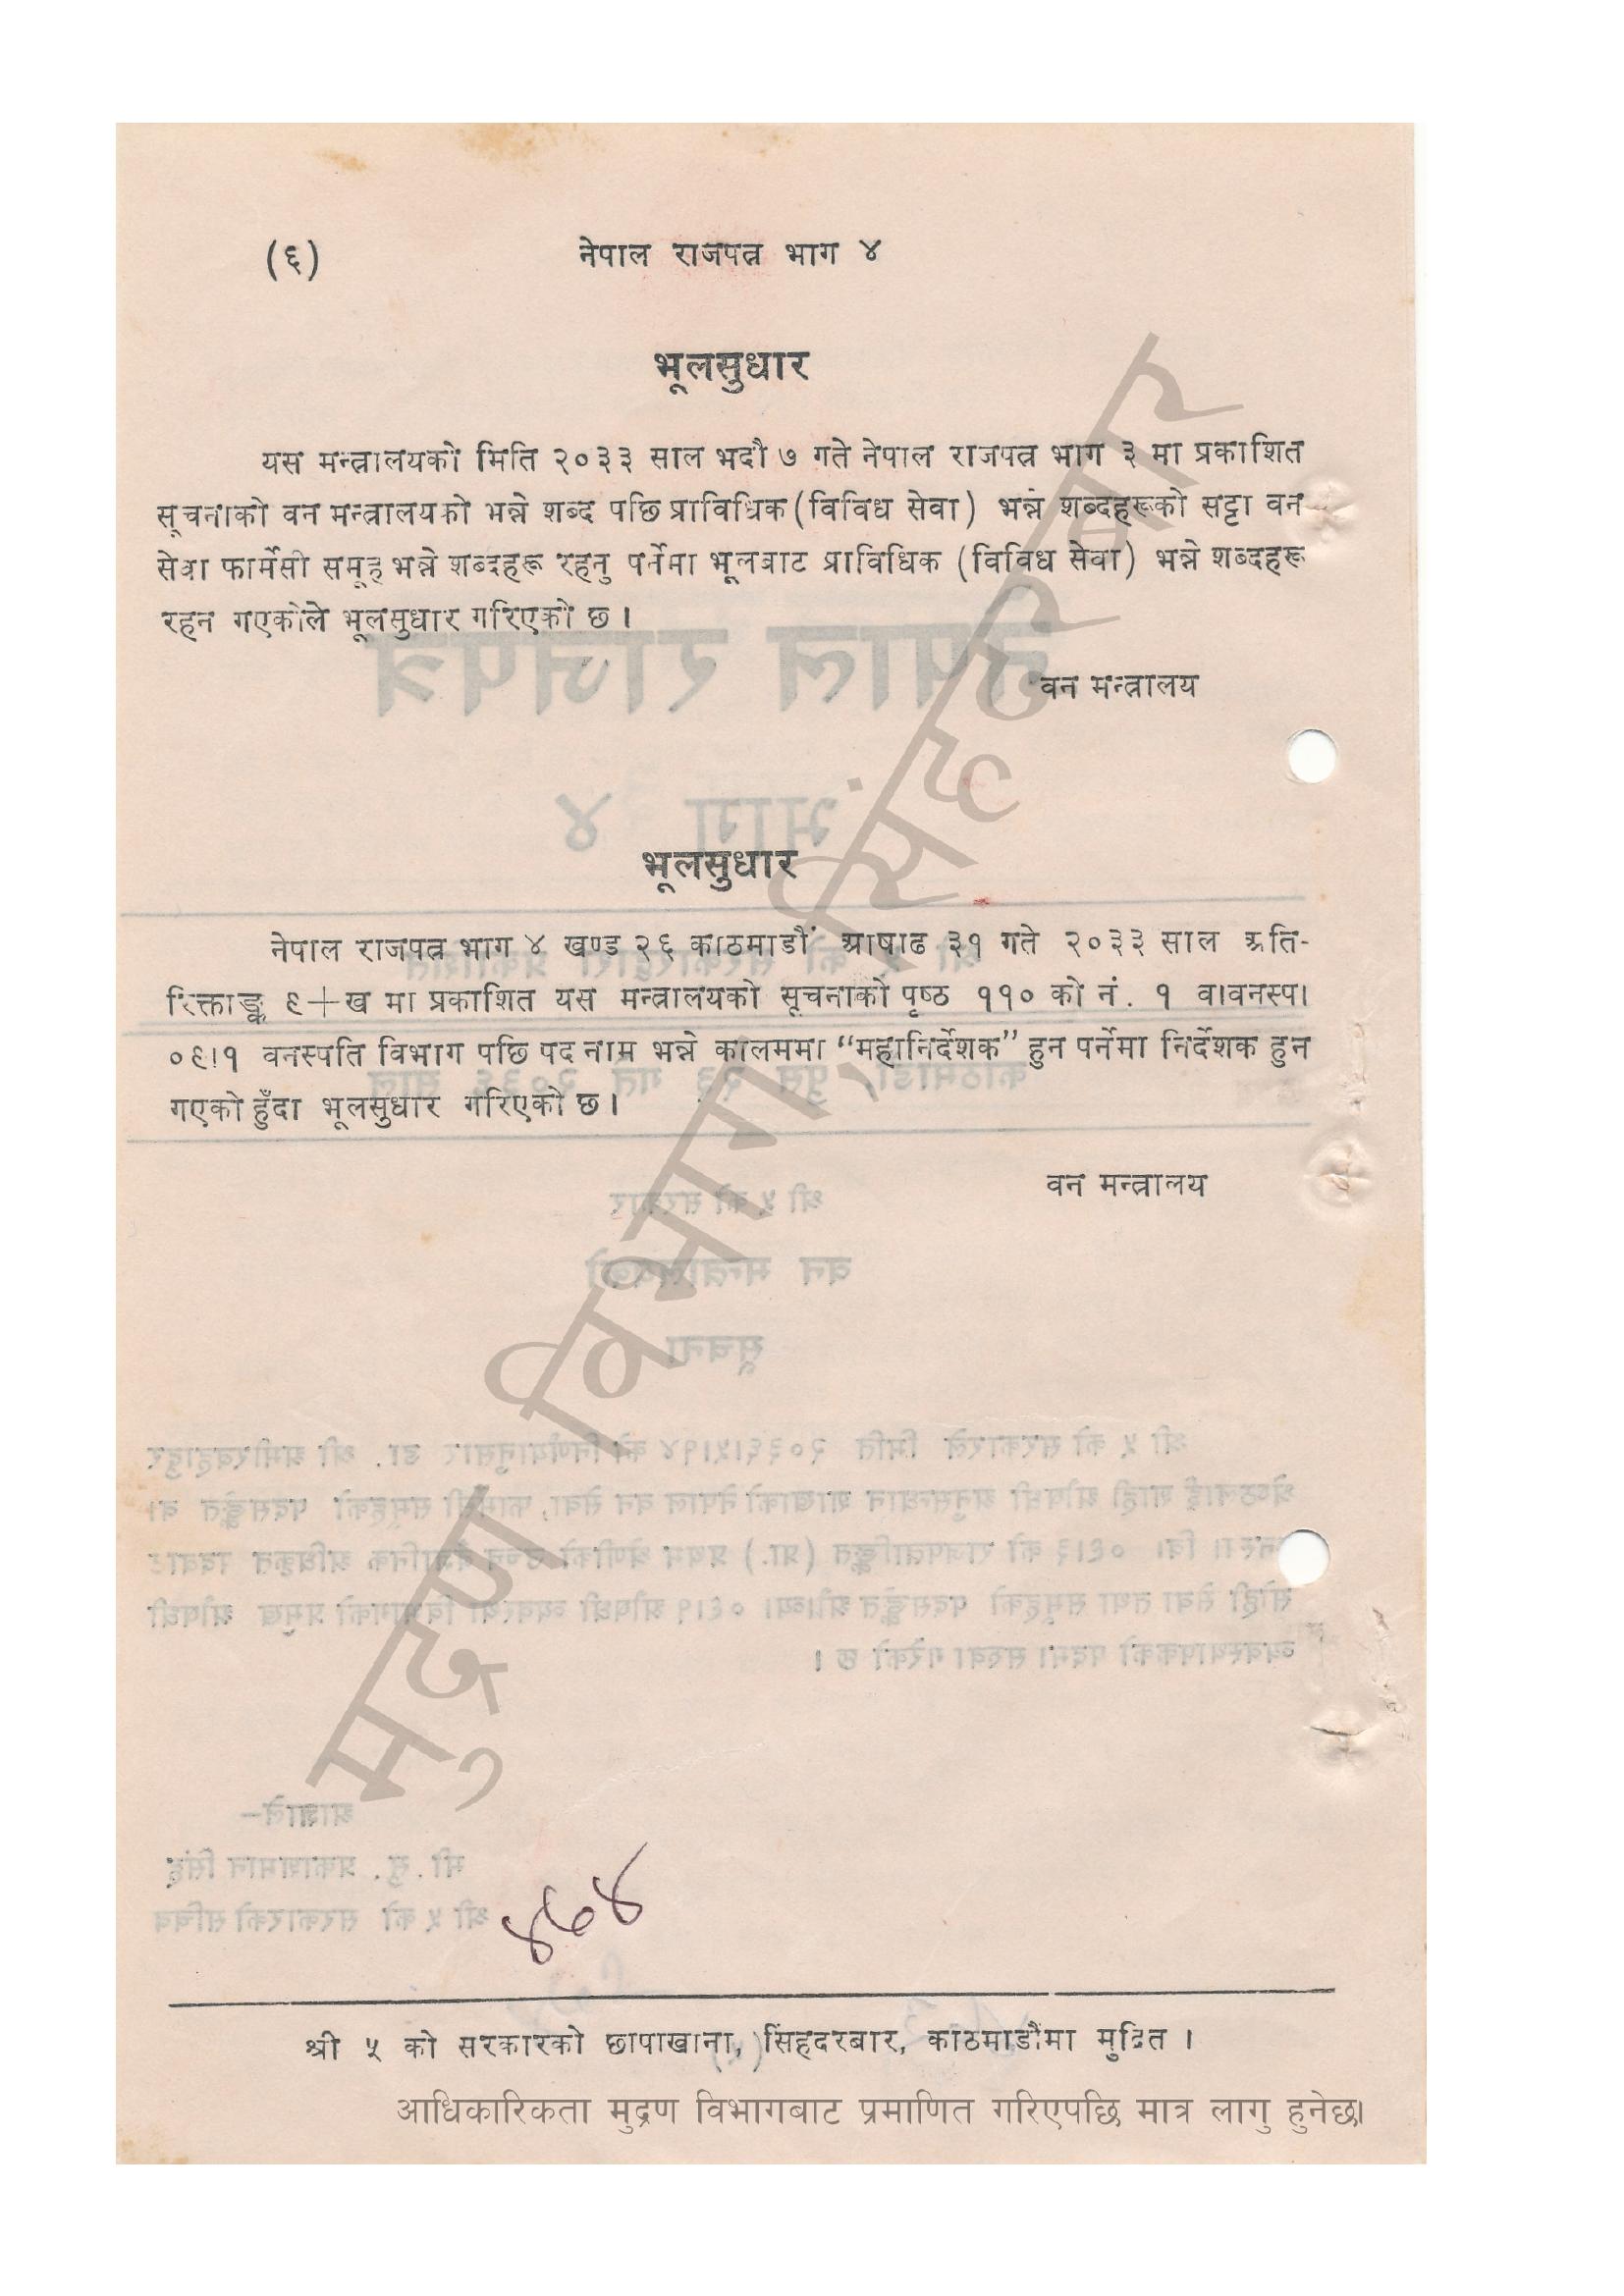 (६) नेपाल राजपत्र भाग ४
भूलसुधार
यस मन्त्रालयको मिति २०३३ साल भदौ ७ गते नेपाल राजपत्र भाग ३ मा प्रकाशित
सूचनाको वन मन्त्रालयको भन्ने शब्द पछि प्राविधिक (विविध सेवा) भन्ने शब्दहरूको सट्टा वन
सेवा फार्मेसी समूह भन्ने शब्दहरू रहनु पर्नेमा भूलबाट प्राविधिक (विविध सेवा) भन्ने शब्दहरू
रहन गएकोले भूलसुधार गरिएको छ ।
वन मन्त्रालय
भूलसुधार
नेपाल राजपत्र भाग ४ खण्ड २६ काठमाडौं आषाढ ३१ गते २०३३ साल अति-
रिक्ताङ्क ९+ख मा प्रकाशित यस मन्त्रालयको सूचनाको पृष्ठ ११० को नं. १ व।वनस्प।
०९।१ वनस्पति विभाग पछि पद नाम भन्ने कालममा “महानिर्देशक” हुन पर्नेमा निर्देशक हुन
गएको हुँदा भूलसुधार गरिएको छ ।
वन मन्त्रालय
मुद्रण विभाग, सिंहदरबार
४७४
श्री ५ को सरकारको छापाखाना, सिंहदरबार, काठमाडौंमा मुद्रित ।
आधिकारिकता मुद्रण विभागबाट प्रमाणित गरिएपछि मात्र लागु हुनेछ।